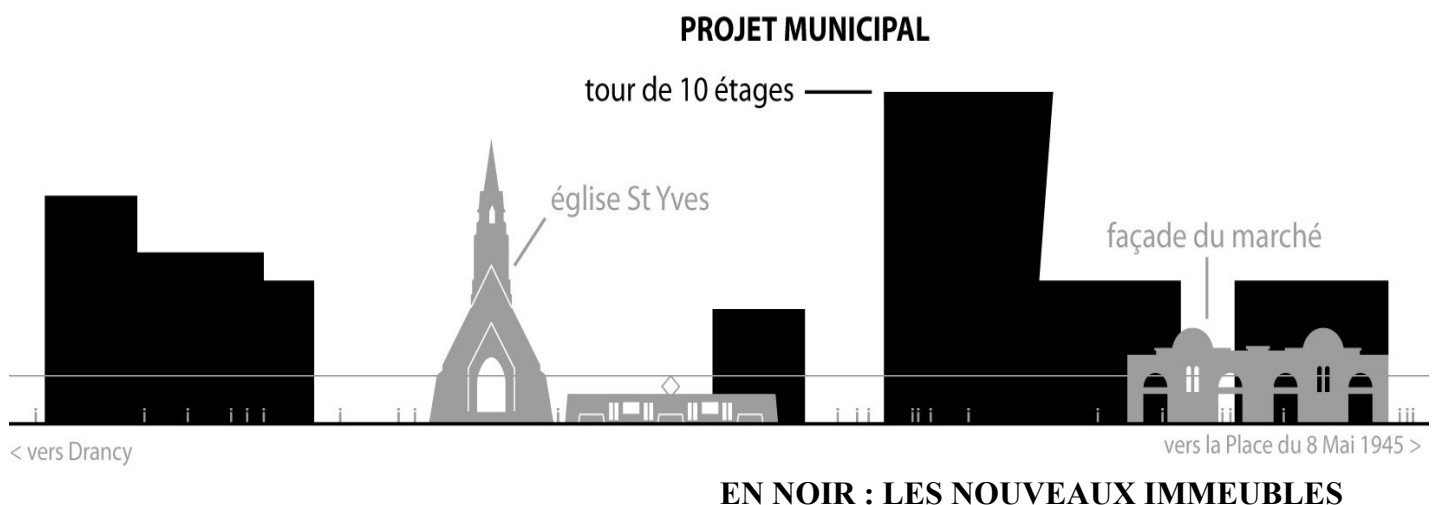 PROJET MUNICIPAL
tour de 10 étages
église St Yves
façade du marché
< vers Drancy
vers la Place du 8 Mai 1945 >
EN NOIR : LES NOUVEAUX IMMEUBLES